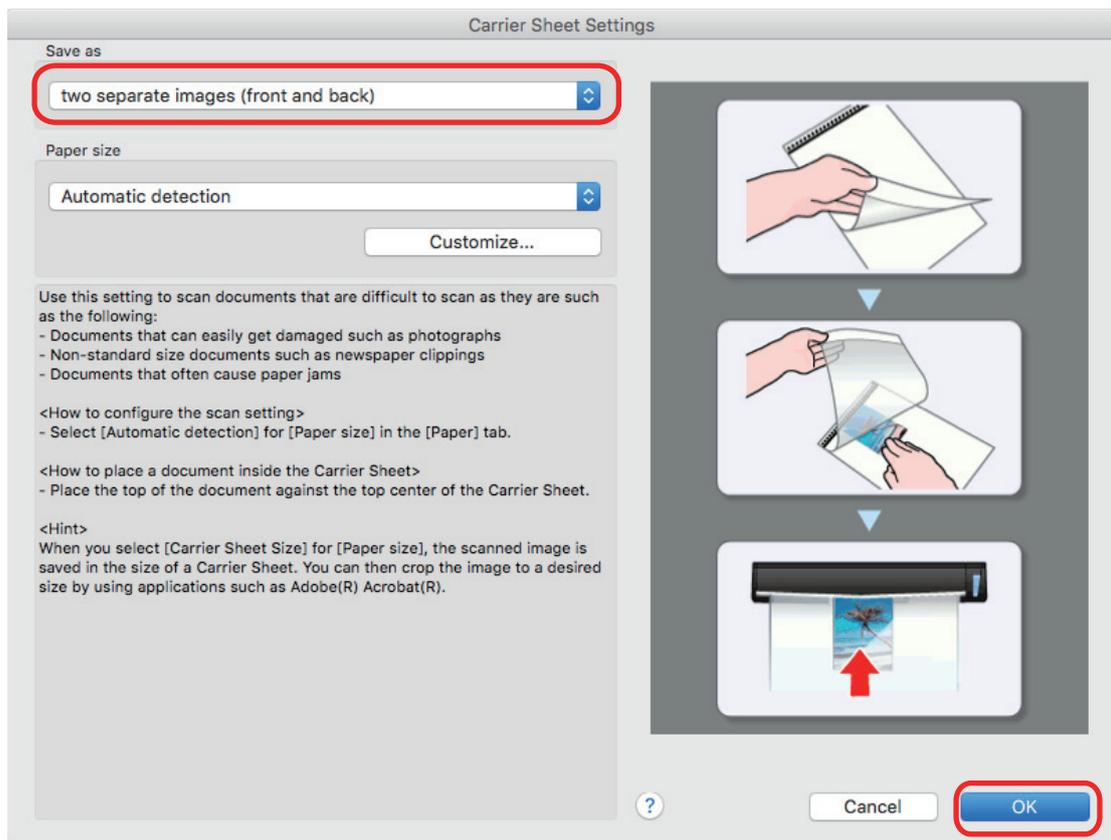 Carrier Sheet Settings
Save as
two separate images (front and back)
Paper size
Automatic detection
Customize...
Use this setting to scan documents that are difficult to scan as they are such
as the following:
- Documents that can easily get damaged such as photographs
- Non-standard size documents such as newspaper clippings
- Documents that often cause paper jams
<How to configure the scan setting>
- Select [Automatic detection] for [Paper size] in the [Paper] tab.
<How to place a document inside the Carrier Sheet>
- Place the top of the document against the top center of the Carrier Sheet.
<Hint>
When you select [Carrier Sheet Size] for [Paper size], the scanned image is
saved in the size of a Carrier Sheet. You can then crop the image to a desired
size by using applications such as Adobe(R) Acrobat(R).
?
Cancel
OK